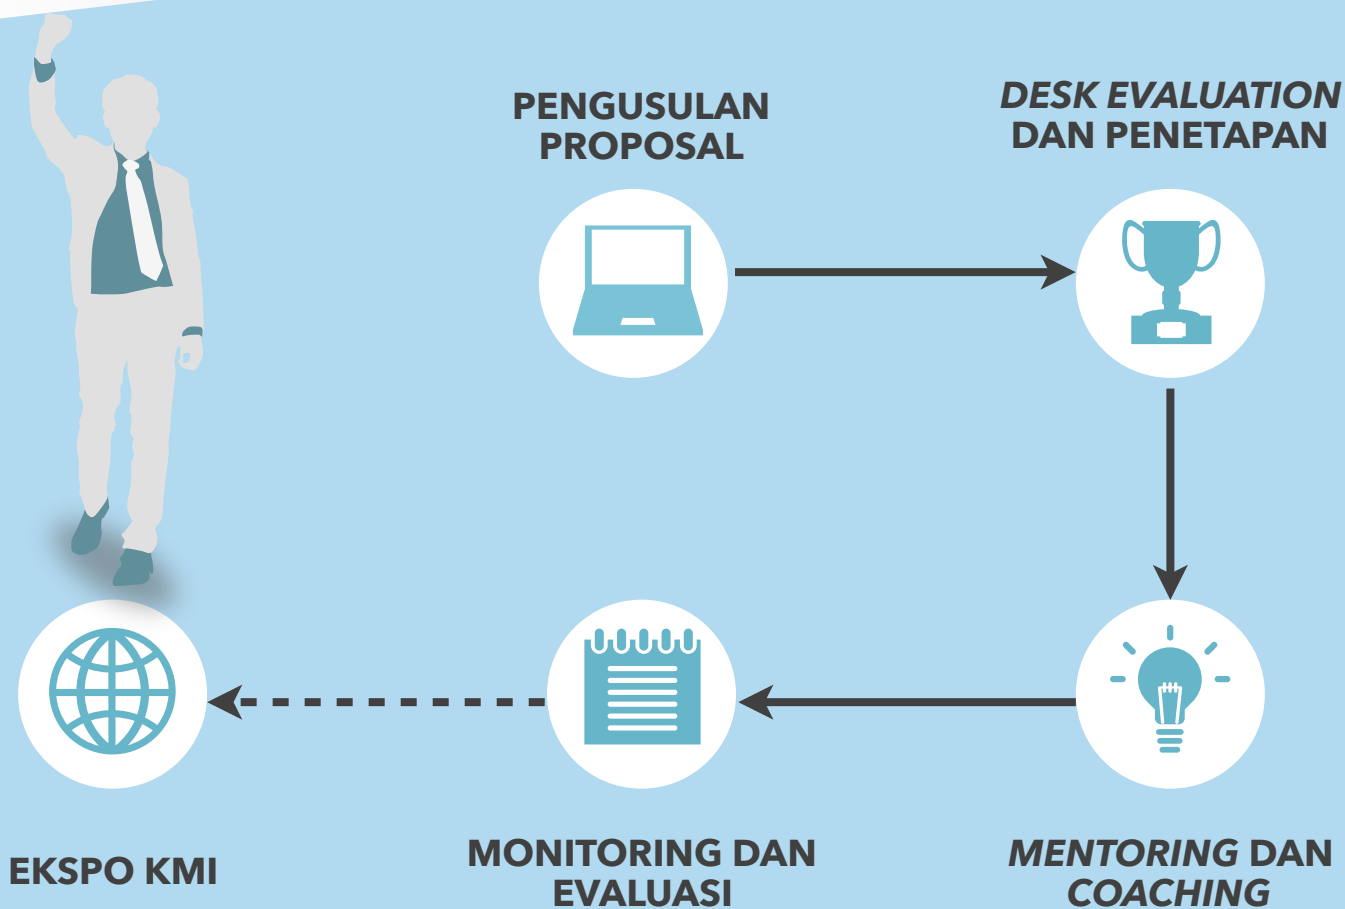 PENGUSULAN
PROPOSAL
DESK EVALUATION
DAN PENETAPAN
EKSPO KMI
MONITORING DAN
EVALUASI
MENTORING DAN
COACHING